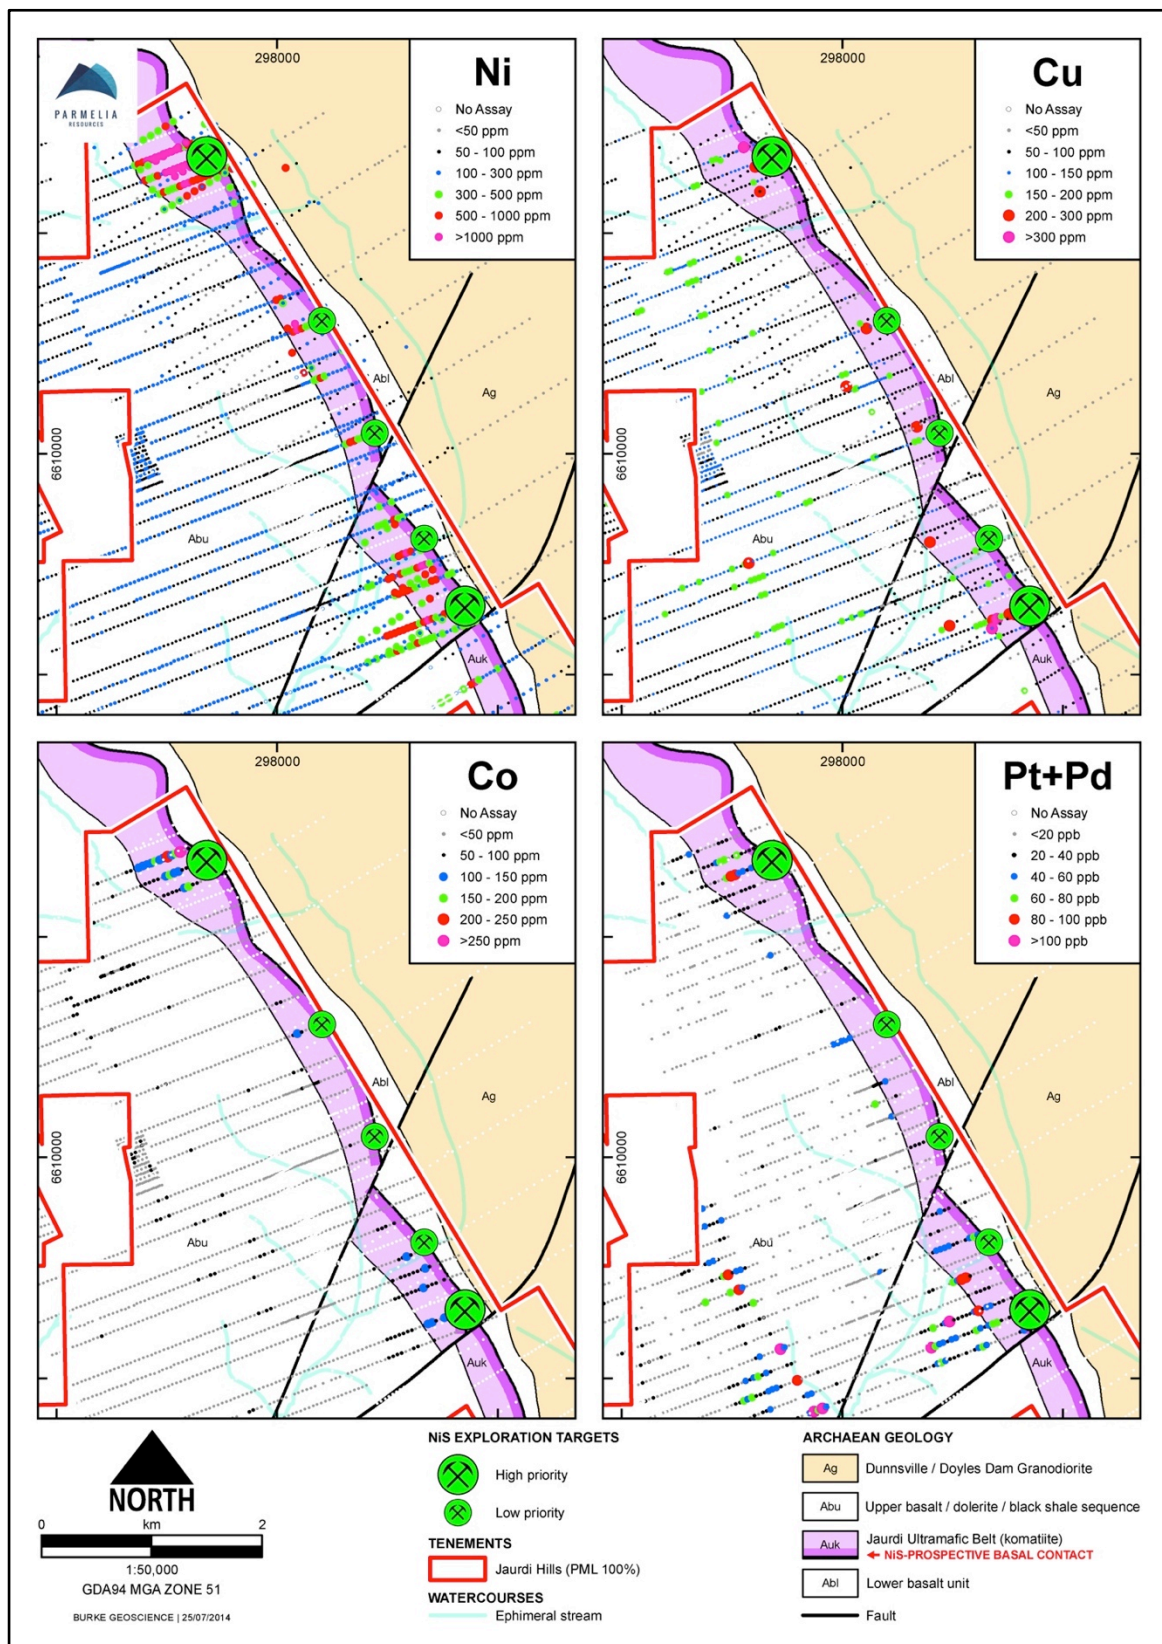 PARMELIA
RESOURCES
298000
Ni
No Assay
<50 ppm
50 - 100 ppm
100 - 300 ppm
300 - 500 ppm
500 - 1000 ppm
>1000 ppm
6610000
Abl
Ag
Abu
Auk
298000
Cu
No Assay
<50 ppm
50 - 100 ppm
100 - 150 ppm
150 - 200 ppm
200 - 300 ppm
>300 ppm
6610000
Abl
Ag
Abu
Auk
298000
Co
No Assay
<50 ppm
50 - 100 ppm
100 - 150 ppm
150 - 200 ppm
200 - 250 ppm
>250 ppm
6610000
Abl
Ag
Abu
Auk
298000
Pt+Pd
No Assay
<20 ppb
20 - 40 ppb
40 - 60 ppb
60 - 80 ppb
80 - 100 ppb
>100 ppb
6610000
Abl
Ag
Abu
Auk
NORTH
0 km 2
1:50,000
GDA94 MGA ZONE 51
BURKE GEOSCIENCE | 25/07/2014
NiS EXPLORATION TARGETS
High priority
Low priority
TENEMENTS
Jaurdi Hills (PML 100%)
WATERCOURSES
Ephimeral stream
ARCHAEAN GEOLOGY
Ag Dunnsville / Doyles Dam Granodiorite
Abu Upper basalt / dolerite / black shale sequence
Auk Jaurdi Ultramafic Belt (komatiite)
← NiS-PROSPECTIVE BASAL CONTACT
Abl Lower basalt unit
Fault